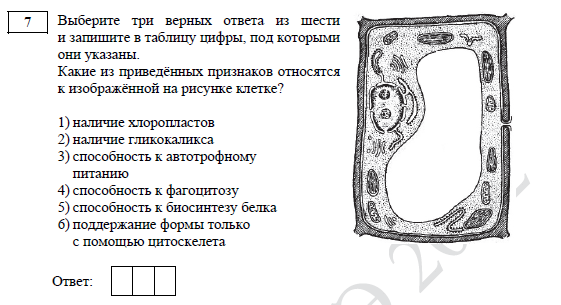 7
Выберите три верных ответа из шести
и запишите в таблицу цифры, под которыми
они указаны.
Какие из приведённых признаков относятся
к изображённой на рисунке клетке?
1) наличие хлоропластов
2) наличие гликокаликса
3) способность к автотрофному
питанию
4) способность к фагоцитозу
5) способность к биосинтезу белка
6) поддержание формы только
с помощью цитоскелета
Ответ: